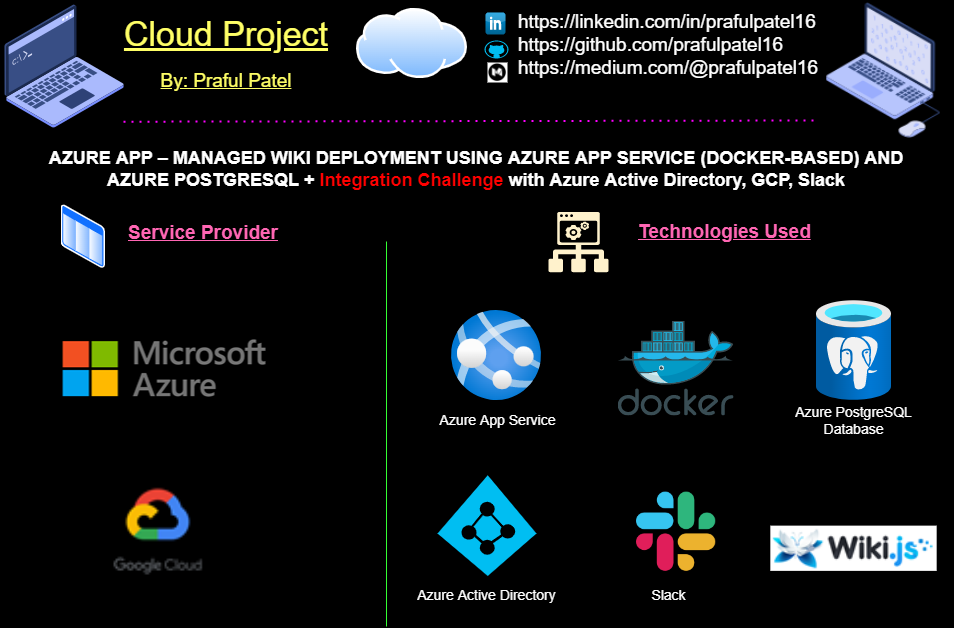 Cloud Project
By: Praful Patel
https://linkedin.com/in/prafulpatel16
https://github.com/prafulpatel16
https://medium.com/@prafulpatel16
AZURE APP – MANAGED WIKI DEPLOYMENT USING AZURE APP SERVICE (DOCKER-BASED) AND
AZURE POSTGRESQL + Integration Challenge with Azure Active Directory, GCP, Slack
Service Provider
Technologies Used
Microsoft
Azure
Google Cloud
Azure App Service
docker
Azure PostgreSQL
Database
Azure Active Directory
Slack
Wiki.js
in
C:\>_